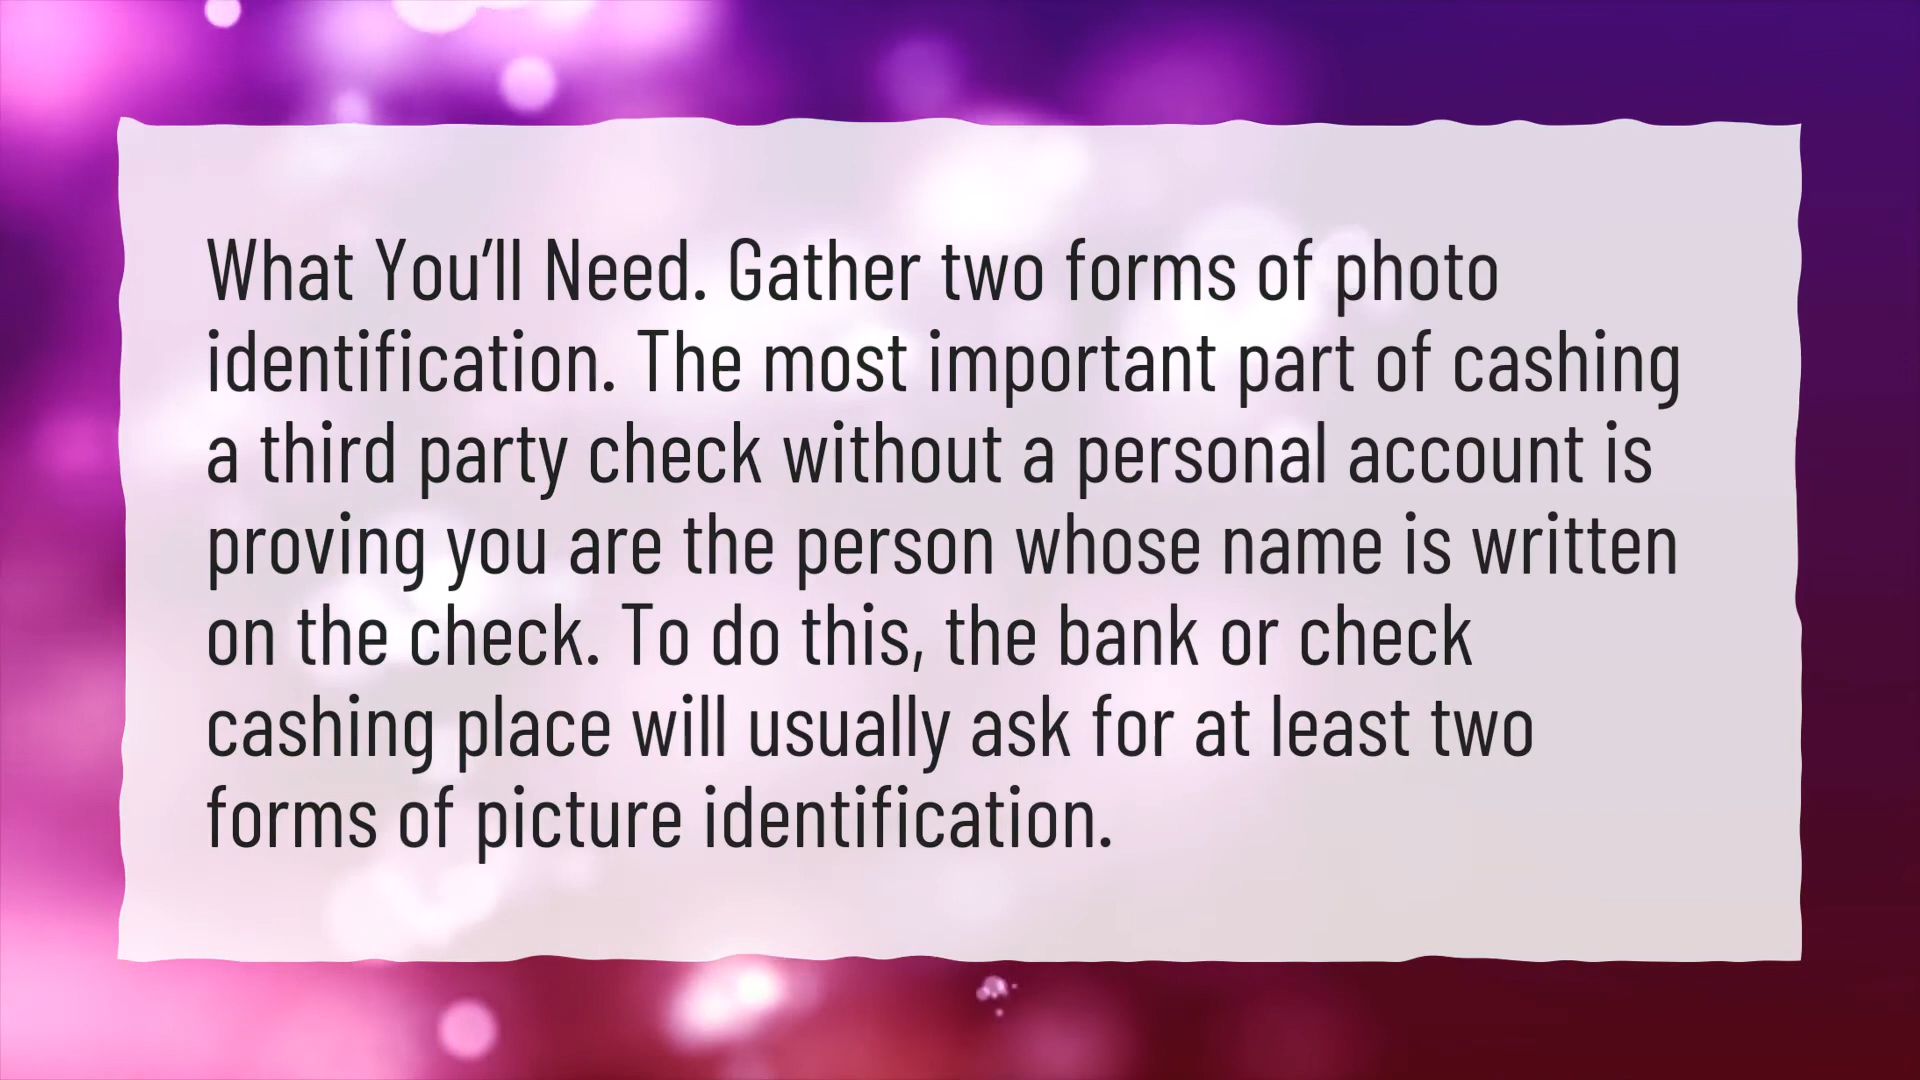 What You’ll Need. Gather two forms of photo
identification. The most important part of cashing
a third party check without a personal account is
proving you are the person whose name is written
on the check. To do this, the bank or check
cashing place will usually ask for at least two
forms of picture identification.